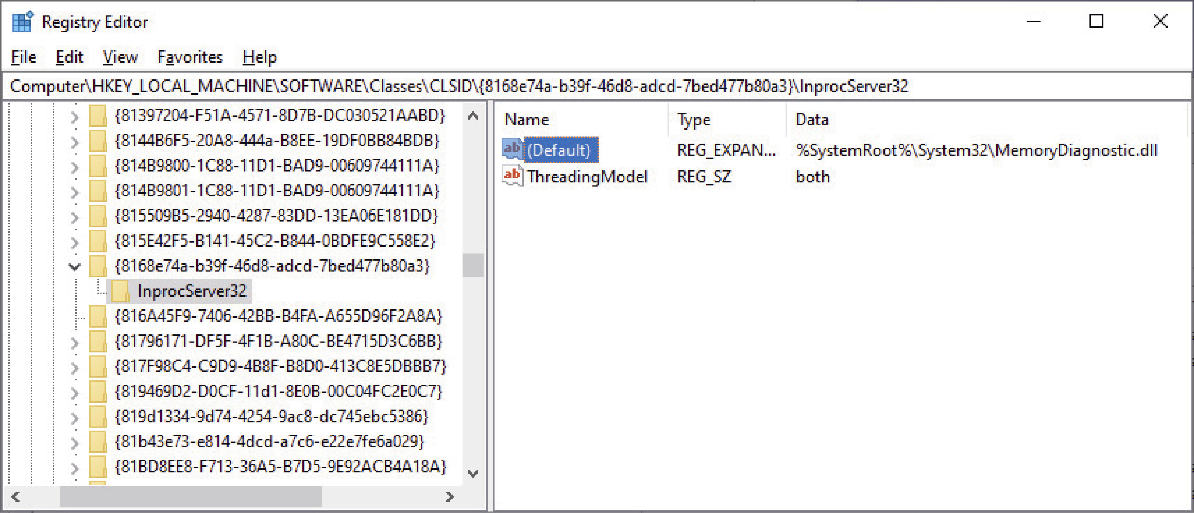 Registry Editor
File Edit View Favorites Help
Computer\HKEY_LOCAL_MACHINE\SOFTWARE\Classes\CLSID\{8168e74a-b39f-46d8-adcd-7bed477b80a3}\InprocServer32
{81397204-F51A-4571-8D7B-DC030521AABD}
{8144B6F5-20A8-444a-B8EE-19DF0BB84BDB}
{814B9800-1C88-11D1-BAD9-00609744111A}
{814B9801-1C88-11D1-BAD9-00609744111A}
{815509B5-2940-4287-83DD-13EA06E181DD}
{815E42F5-B141-45C2-B844-0BDFE9C558E2}
{8168e74a-b39f-46d8-adcd-7bed477b80a3}
InprocServer32
{816A45F9-7406-42BB-B4FA-A655D96F2A8A}
{81796171-DF5F-4F1B-A80C-BE4715D3C6BB}
{817F98C4-C9D9-4B8F-B8D0-413C8E5DBBB7}
{819469D2-D0CF-11d1-8E0B-00C04FC2E0C7}
{819d1334-9d74-4254-9ac8-dc745ebc5386}
{81b43e73-e814-4dcd-a7c6-e22e7fe6a029}
{81BD8EE8-F713-36A5-B7D5-9E92ACB4A18A}
Name Type Data
ab (Default) REG_EXPAN... %SystemRoot%\System32\MemoryDiagnostic.dll
ab ThreadingModel REG_SZ both